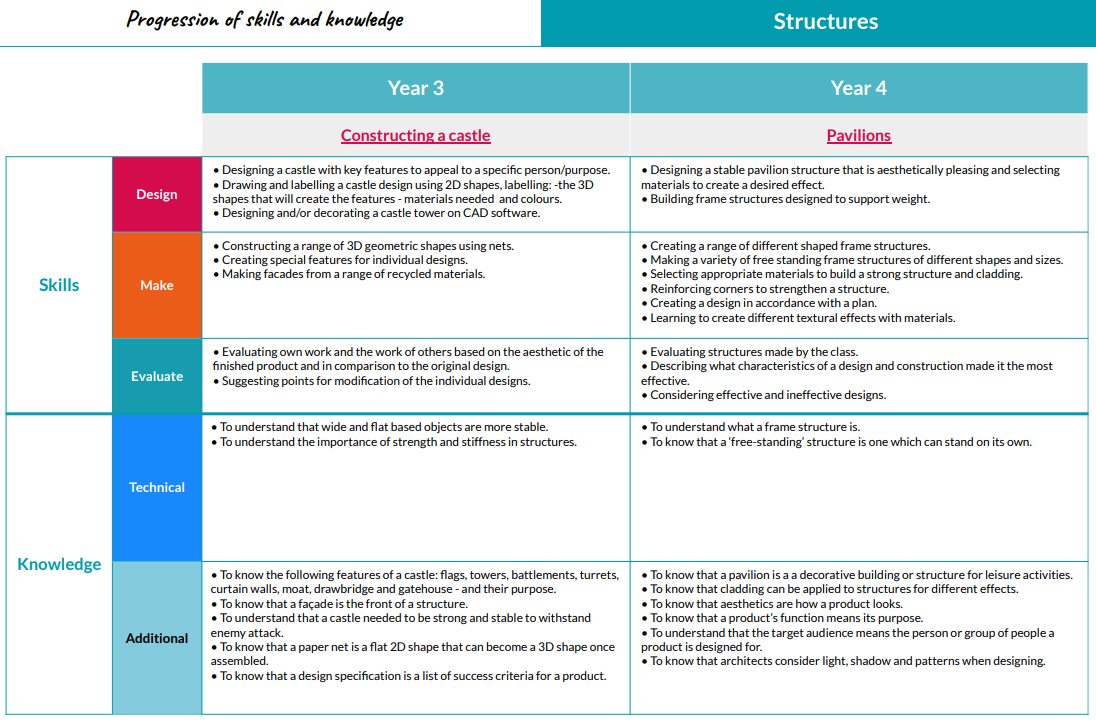 Progression of skills and knowledge
Structures
Year 3
Year 4
Constructing a castle
Pavilions
Skills
Design
• Designing a castle with key features to appeal to a specific person/purpose.
• Drawing and labelling a castle design using 2D shapes, labelling: -the 3D
shapes that will create the features - materials needed and colours.
• Designing and/or decorating a castle tower on CAD software.
• Designing a stable pavilion structure that is aesthetically pleasing and selecting
materials to create a desired effect.
• Building frame structures designed to support weight.
Make
• Constructing a range of 3D geometric shapes using nets.
• Creating special features for individual designs.
• Making facades from a range of recycled materials.
• Creating a range of different shaped frame structures.
• Making a variety of free standing frame structures of different shapes and sizes.
• Selecting appropriate materials to build a strong structure and cladding.
• Reinforcing corners to strengthen a structure.
• Creating a design in accordance with a plan.
• Learning to create different textural effects with materials.
Evaluate
• Evaluating own work and the work of others based on the aesthetic of the
finished product and in comparison to the original design.
• Suggesting points for modification of the individual designs.
• Evaluating structures made by the class.
• Describing what characteristics of a design and construction made it the most
effective.
• Considering effective and ineffective designs.
Knowledge
Technical
• To understand that wide and flat based objects are more stable.
• To understand the importance of strength and stiffness in structures.
• To understand what a frame structure is.
• To know that a ‘free-standing’ structure is one which can stand on its own.
Additional
• To know the following features of a castle: flags, towers, battlements, turrets,
curtain walls, moat, drawbridge and gatehouse - and their purpose.
• To know that a façade is the front of a structure.
• To understand that a castle needed to be strong and stable to withstand
enemy attack.
• To know that a paper net is a flat 2D shape that can become a 3D shape once
assembled.
• To know that a design specification is a list of success criteria for a product.
• To know that a pavilion is a a decorative building or structure for leisure activities.
• To know that cladding can be applied to structures for different effects.
• To know that aesthetics are how a product looks.
• To know that a product’s function means its purpose.
• To understand that the target audience means the person or group of people a
product is designed for.
• To know that architects consider light, shadow and patterns when designing.